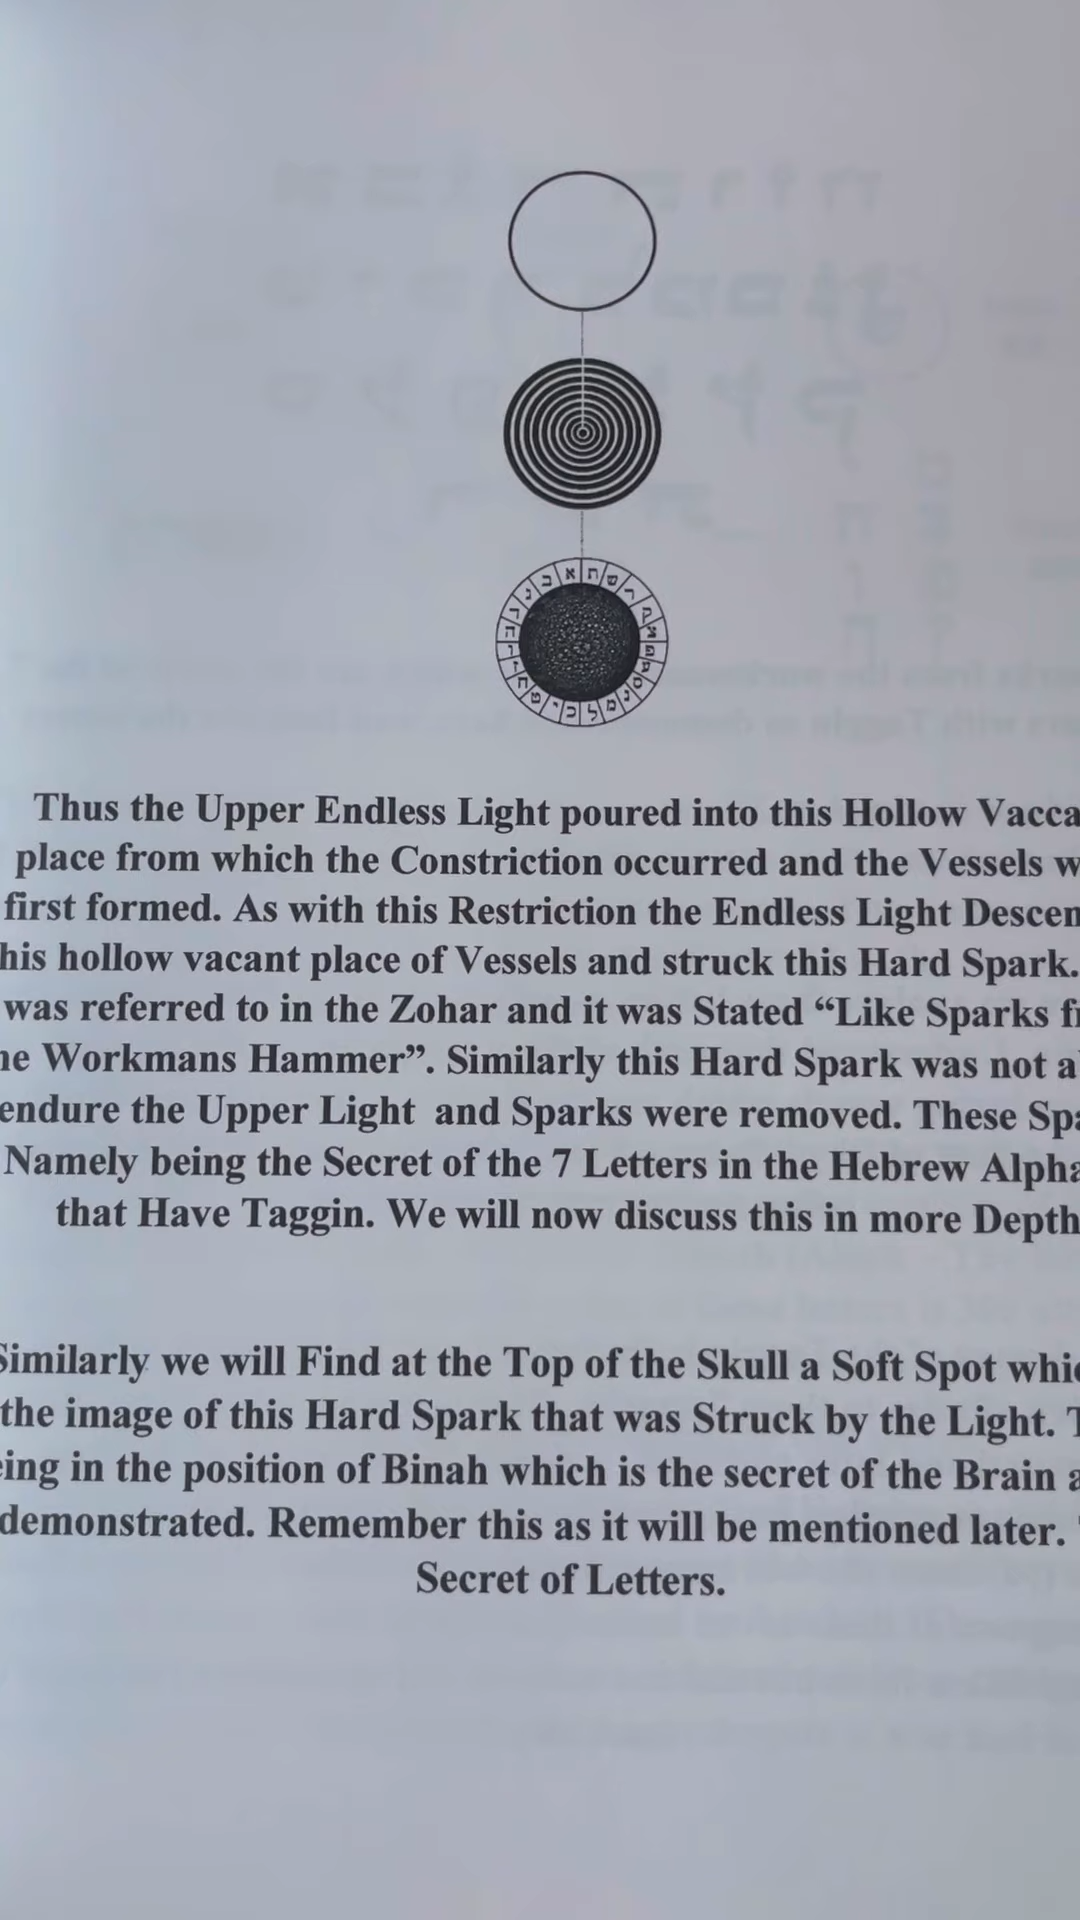 Thus the Upper Endless Light poured into this Hollow Vacca
place from which the Constriction occurred and the Vessels w
first formed. As with this Restriction the Endless Light Descen
his hollow vacant place of Vessels and struck this Hard Spark.
was referred to in the Zohar and it was Stated “Like Sparks f
e Workmans Hammer”. Similarly this Hard Spark was not a
endure the Upper Light and Sparks were removed. These Spa
Namely being the Secret of the 7 Letters in the Hebrew Alpha
that Have Taggin. We will now discuss this in more Depth
Similarly we will Find at the Top of the Skull a Soft Spot whic
the image of this Hard Spark that was Struck by the Light. T
ing in the position of Binah which is the secret of the Brain a
demonstrated. Remember this as it will be mentioned later.
Secret of Letters.